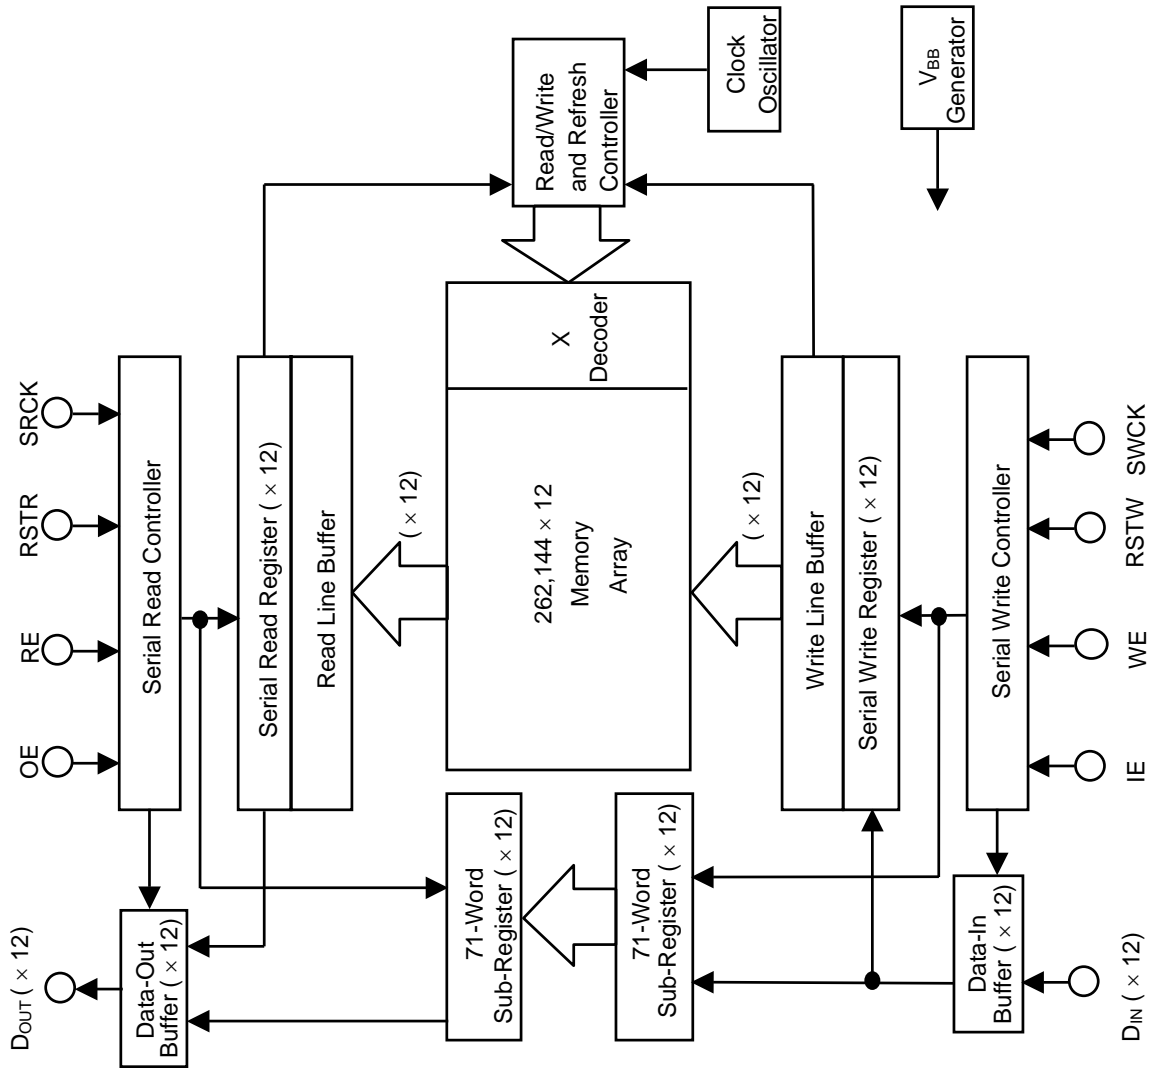 D_OUT ( × 12)
OE
RE
RSTR
SRCK
Data-Out
Buffer ( × 12)
Serial Read Controller
Serial Read Register ( × 12)
Read Line Buffer
( × 12)
71-Word
Sub-Register ( × 12)
71-Word
Sub-Register ( × 12)
262,144 × 12
Memory
Array
X
Decoder
Read/Write
and Refresh
Controller
Clock
Oscillator
V_BB
Generator
( × 12)
Write Line Buffer
Serial Write Register ( × 12)
Serial Write Controller
Data-In
Buffer ( × 12)
D_IN ( × 12)
IE
WE
RSTW
SWCK